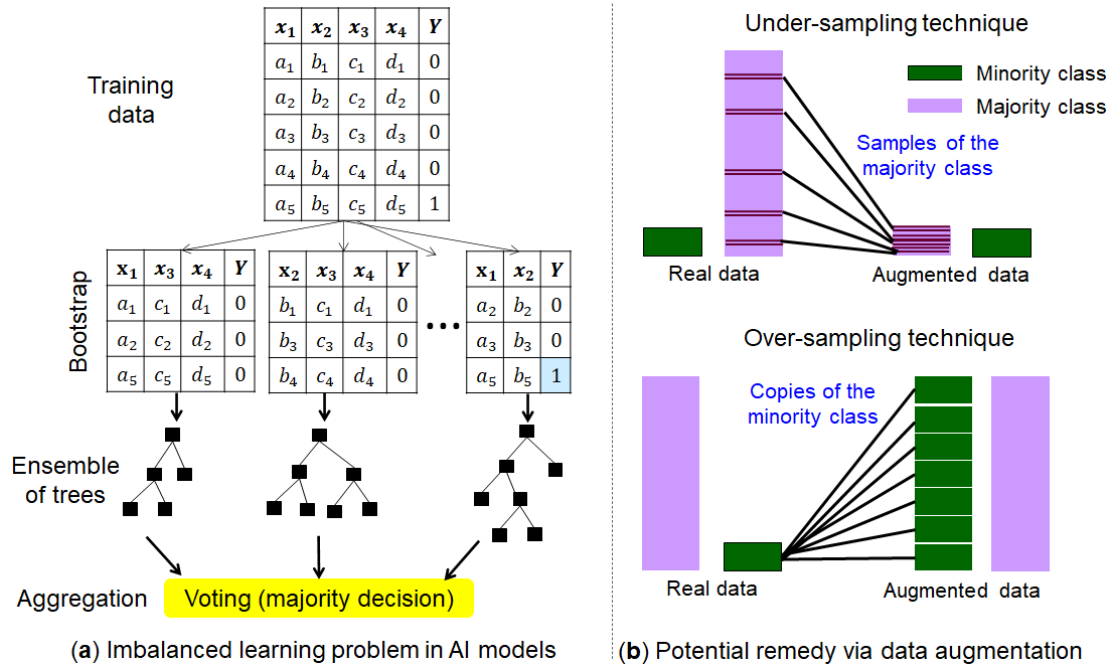 x₁ x₂ x₃ x₄ Y
a₁ b₁ c₁ d₁ 0
a₂ b₂ c₂ d₂ 0
a₃ b₃ c₃ d₃ 0
a₄ b₄ c₄ d₄ 0
a₅ b₅ c₅ d₅ 1
Training
data
Bootstrap
x₁ x₃ x₄ Y
a₁ c₁ d₁ 0
a₂ c₂ d₂ 0
a₅ c₅ d₅ 0
x₂ x₃ x₄ Y
b₁ c₁ d₁ 0
b₃ c₃ d₃ 0
b₄ c₄ d₄ 0
...
x₁ x₂ Y
a₂ b₂ 0
a₃ b₃ 0
a₅ b₅ 1
Ensemble
of trees
Aggregation
Voting (majority decision)
(a) Imbalanced learning problem in AI models
Under-sampling technique
Minority class
Majority class
Samples of the
majority class
Real data
Augmented data
Over-sampling technique
Copies of the
minority class
Real data
Augmented data
(b) Potential remedy via data augmentation